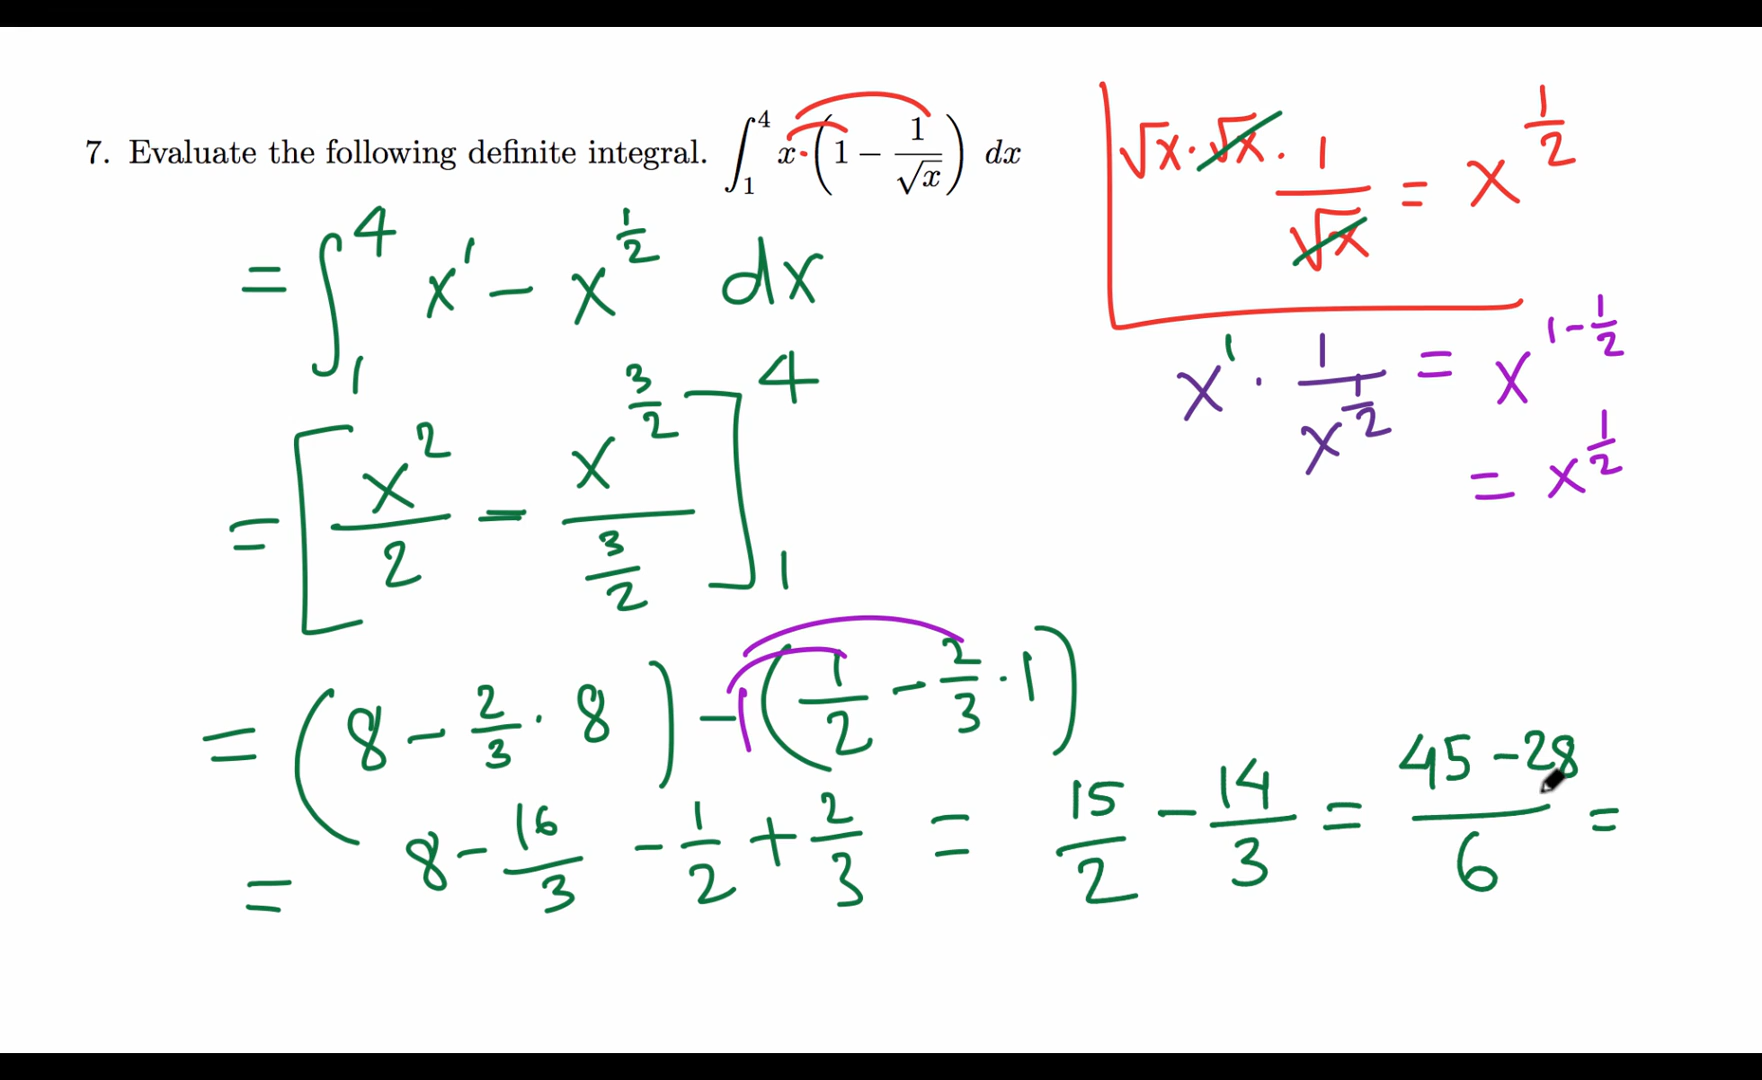 7. Evaluate the following definite integral. ∫₁⁴ x·(1 − 1/√x) dx
√x · √x · 1/√x = x^(1/2)
= ∫₁⁴ x¹ − x^(1/2) dx
x¹ · 1/x^(1/2) = x^(1−1/2)
= x^(1/2)
= [x²/2 − x^(3/2)/(3/2)]₁⁴
= (8 − 2/3 · 8) − 1(1/2 − 2/3 · 1)
= 8 − 16/3 − 1/2 + 2/3 = 15/2 − 14/3 = (45 − 28)/6 =